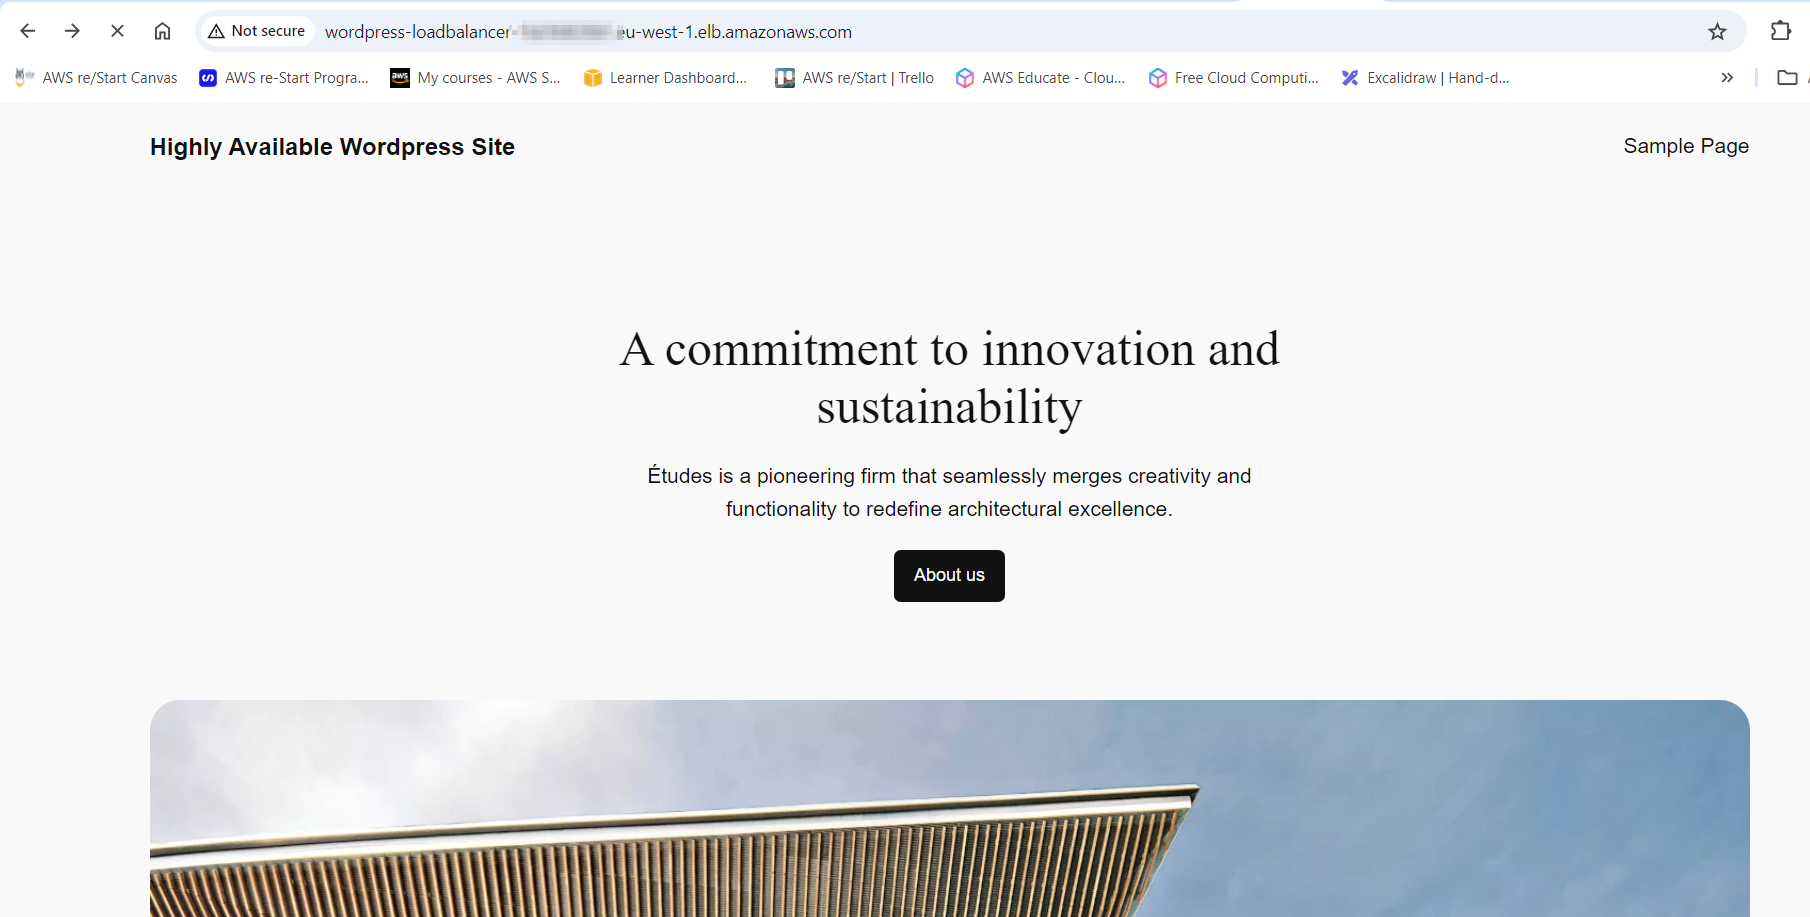 Not secure wordpress-loadbalancer- eu-west-1.elb.amazonaws.com
AWS re/Start Canvas AWS re-Start Progra... My courses - AWS S... Learner Dashboard... AWS re/Start | Trello AWS Educate - Clou... Free Cloud Computi... Excalidraw | Hand-d...
Highly Available Wordpress Site Sample Page
A commitment to innovation and
sustainability
Études is a pioneering firm that seamlessly merges creativity and
functionality to redefine architectural excellence.
About us